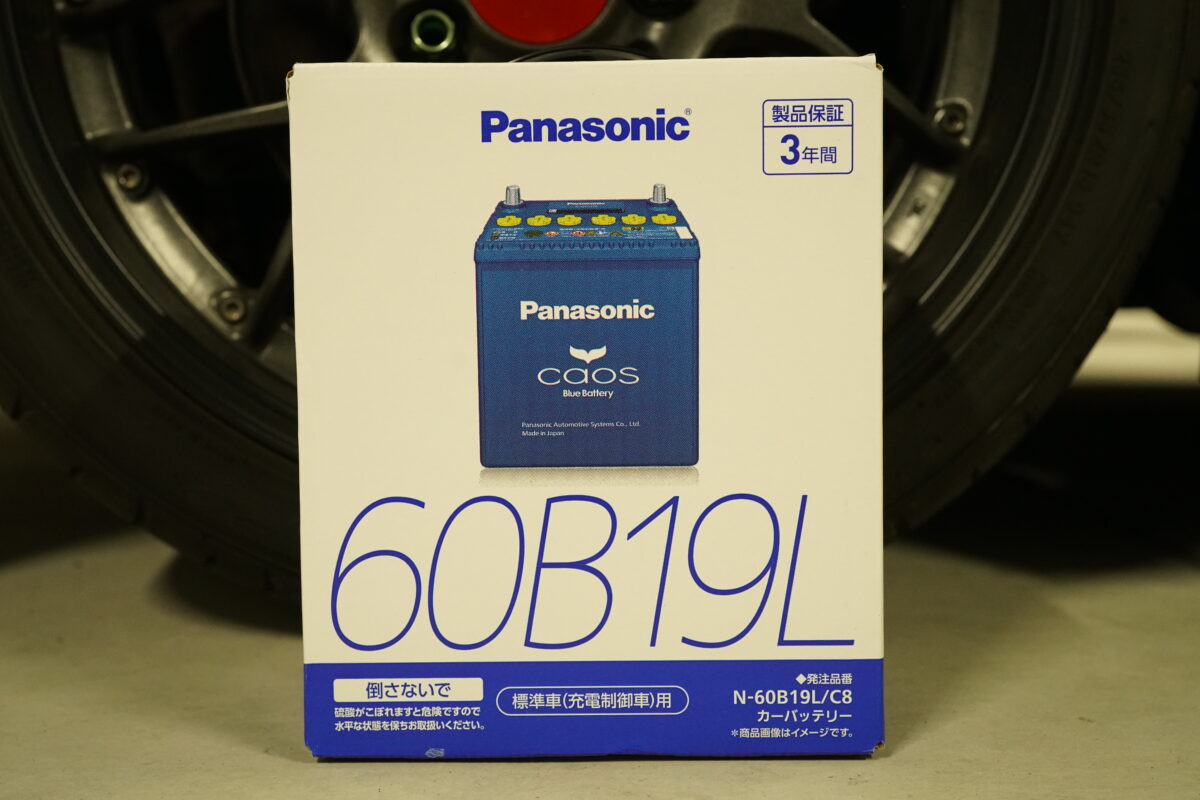 Panasonic®
製品保証
3年間
Panasonic
Panasonic
caos
Blue Battery
Panasonic Automotive Systems Co., Ltd.
Made in Japan
60B19L
倒さないで
硫酸がこぼれますと危険ですので
水平な状態を保ちお取扱いください。
標準車(充電制御車)用
◆発注品番
N-60B19L/C8
カーバッテリー
*商品画像はイメージです。